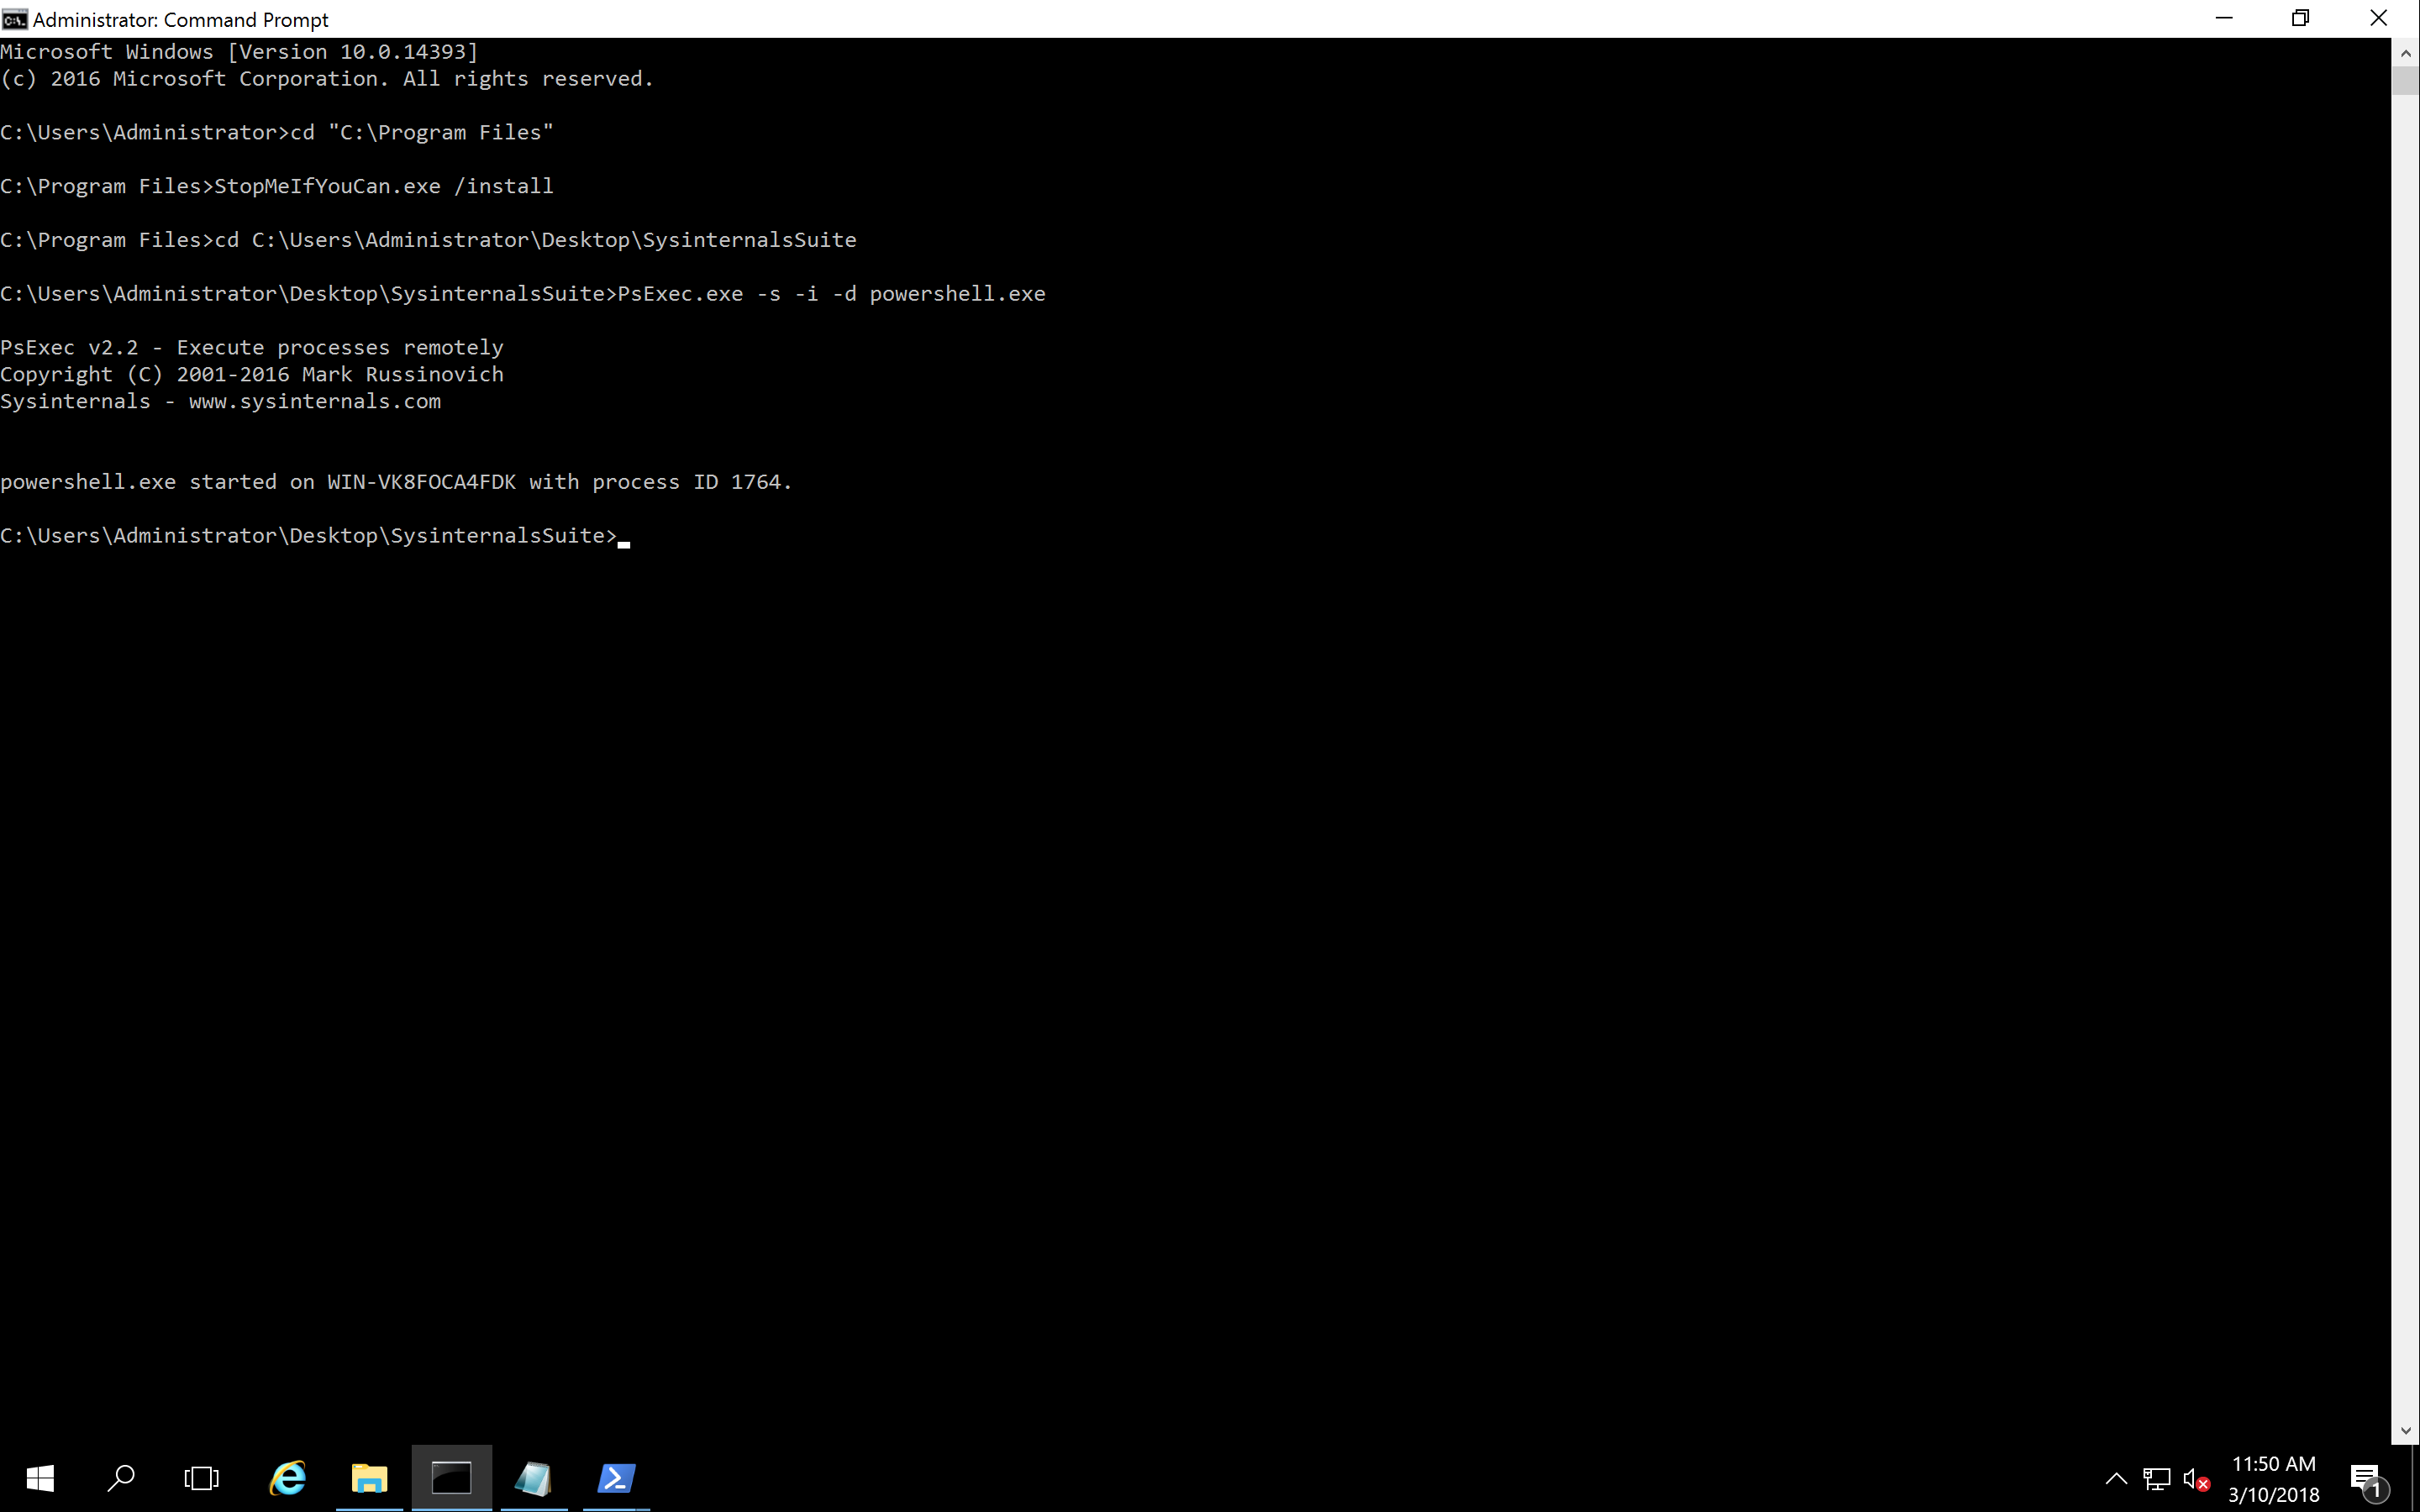 Administrator: Command Prompt
Microsoft Windows [Version 10.0.14393]
(c) 2016 Microsoft Corporation. All rights reserved.
C:\Users\Administrator>cd "C:\Program Files"
C:\Program Files>StopMeIfYouCan.exe /install
C:\Program Files>cd C:\Users\Administrator\Desktop\SysinternalsSuite
C:\Users\Administrator\Desktop\SysinternalsSuite>PsExec.exe -s -i -d powershell.exe
PsExec v2.2 - Execute processes remotely
Copyright (C) 2001-2016 Mark Russinovich
Sysinternals - www.sysinternals.com
powershell.exe started on WIN-VK8FOCA4FDK with process ID 1764.
C:\Users\Administrator\Desktop\SysinternalsSuite>
11:50 AM
3/10/2018
1